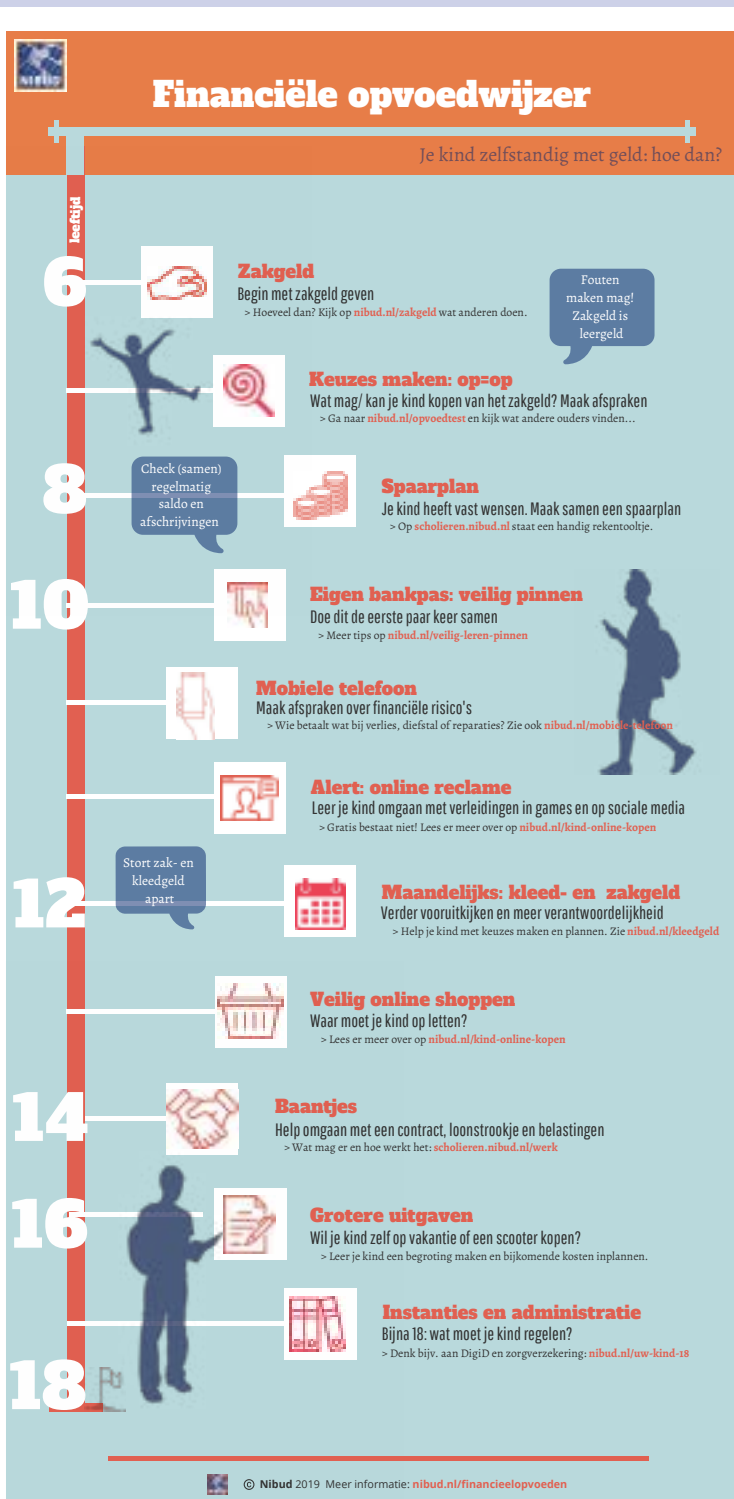 NIBUD
Financiële opvoedwijzer
Je kind zelfstandig met geld: hoe dan?
leeftijd
6
Zakgeld
Begin met zakgeld geven
> Hoeveel dan? Kijk op nibud.nl/zakgeld wat anderen doen.
Fouten
maken mag!
Zakgeld is
leergeld
Keuzes maken: op=op
Wat mag/ kan je kind kopen van het zakgeld? Maak afspraken
> Ga naar nibud.nl/opvoedtest en kijk wat andere ouders vinden...
8
Check (samen)
regelmatig
saldo en
afschrijvingen
Spaarplan
Je kind heeft vast wensen. Maak samen een spaarplan
> Op scholieren.nibud.nl staat een handig rekentooltje.
10
Eigen bankpas: veilig pinnen
Doe dit de eerste paar keer samen
> Meer tips op nibud.nl/veilig-leren-pinnen
Mobiele telefoon
Maak afspraken over financiële risico's
> Wie betaalt wat bij verlies, diefstal of reparaties? Zie ook nibud.nl/mobiele-telefoon
Alert: online reclame
Leer je kind omgaan met verleidingen in games en op sociale media
> Gratis bestaat niet! Lees er meer over op nibud.nl/kind-online-kopen
12
Stort zak- en
kleedgeld
apart
Maandelijks: kleed- en zakgeld
Verder vooruitkijken en meer verantwoordelijkheid
> Help je kind met keuzes maken en plannen. Zie nibud.nl/kleedgeld
Veilig online shoppen
Waar moet je kind op letten?
> Lees er meer over op nibud.nl/kind-online-kopen
14
Baantjes
Help omgaan met een contract, loonstrookje en belastingen
> Wat mag er en hoe werkt het: scholieren.nibud.nl/werk
16
Grotere uitgaven
Wil je kind zelf op vakantie of een scooter kopen?
> Leer je kind een begroting maken en bijkomende kosten inplannen.
Instanties en administratie
Bijna 18: wat moet je kind regelen?
> Denk bijv. aan DigiD en zorgverzekering: nibud.nl/uw-kind-18
18
© Nibud 2019 Meer informatie: nibud.nl/financieelopvoeden